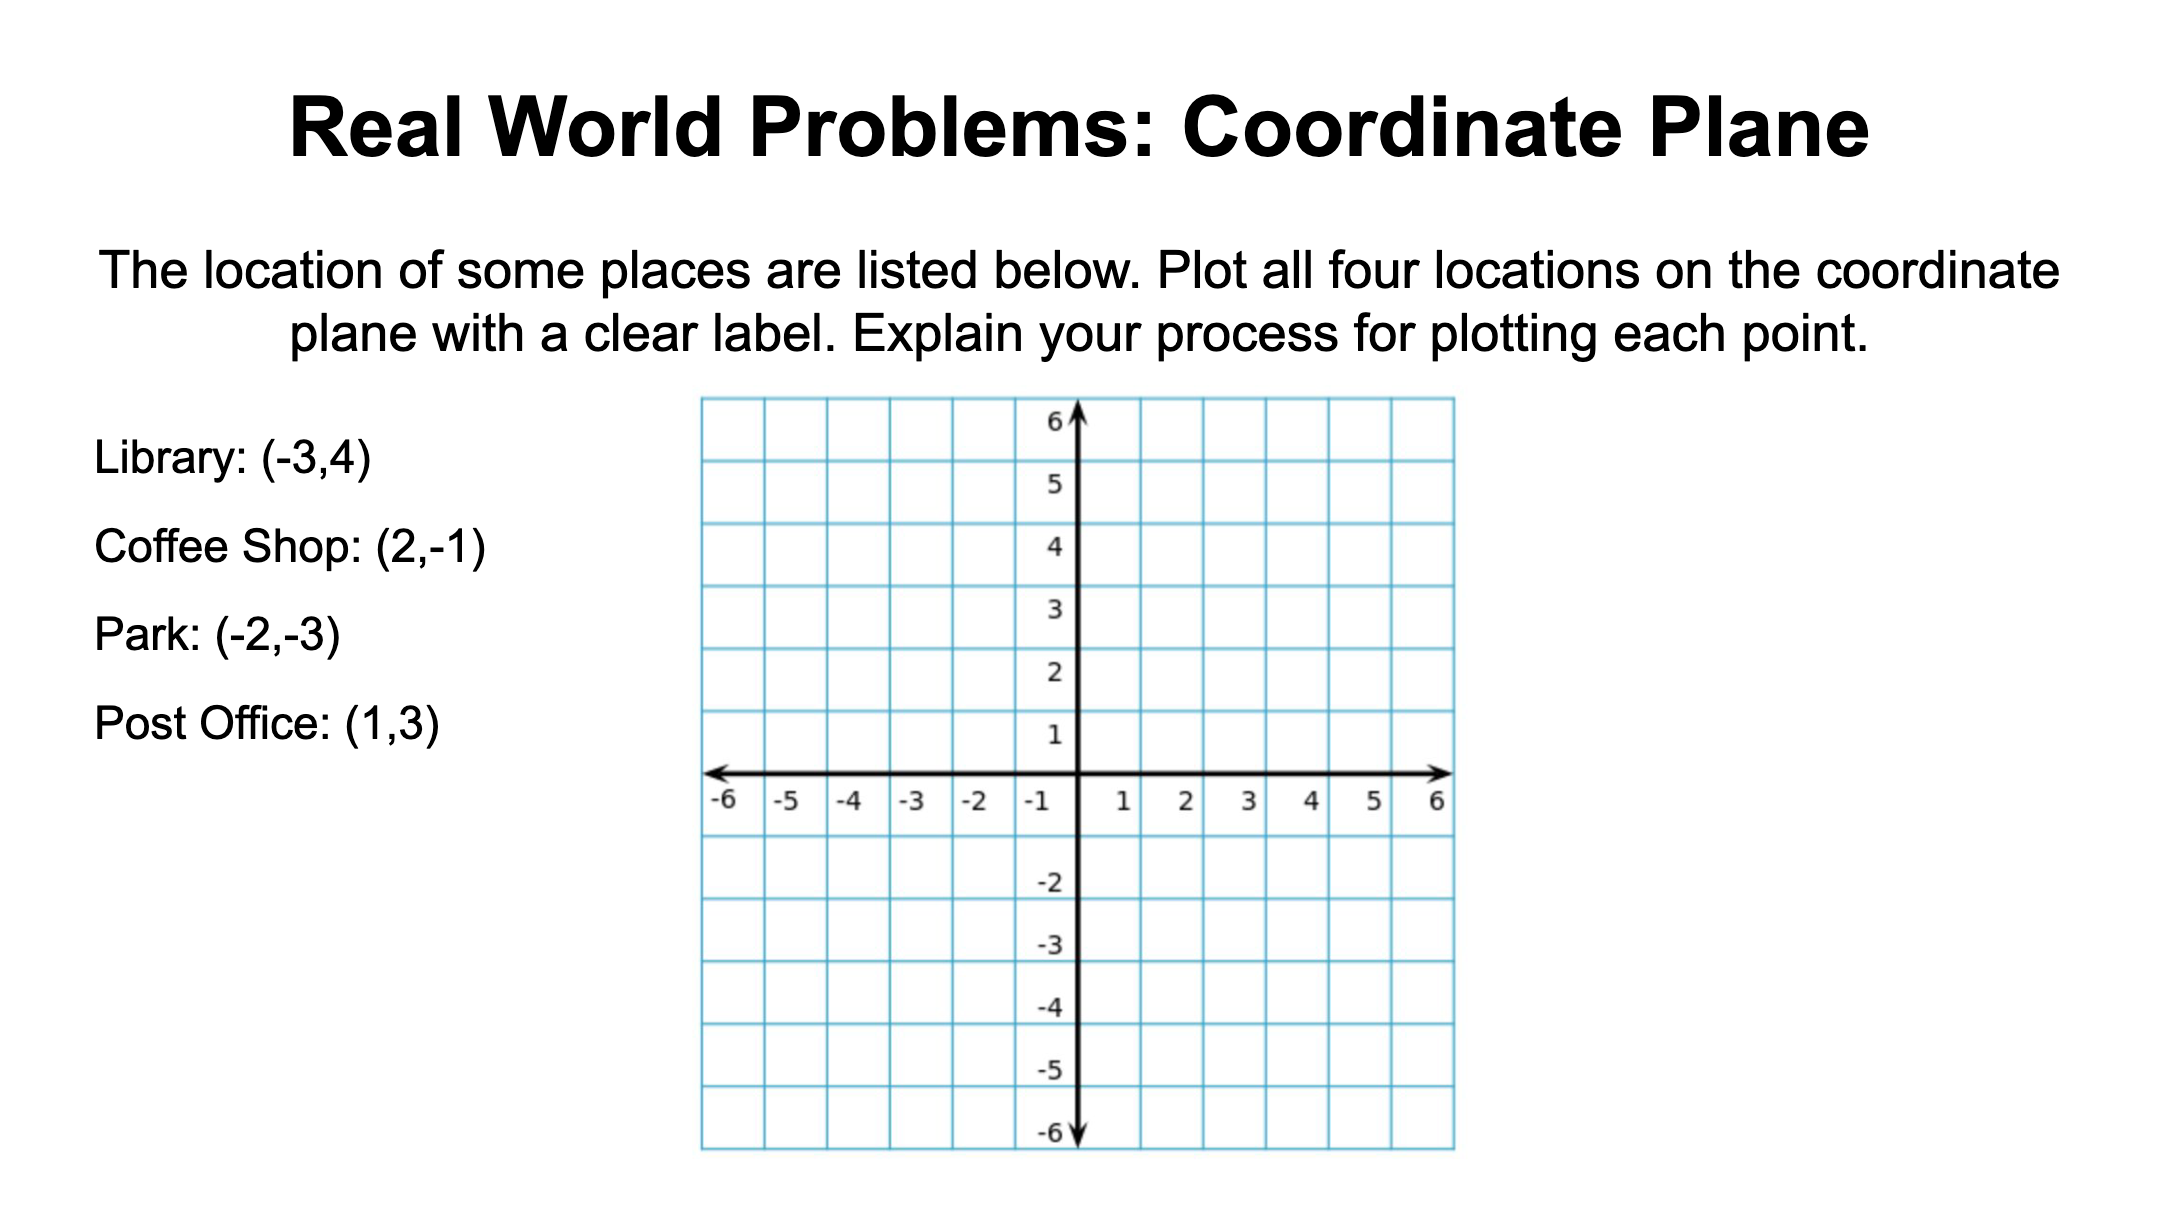 Real World Problems: Coordinate Plane
The location of some places are listed below. Plot all four locations on the coordinate
plane with a clear label. Explain your process for plotting each point.
Library: (-3,4)
Coffee Shop: (2,-1)
Park: (-2,-3)
Post Office: (1,3)
6
5
4
3
2
1
-6 -5 -4 -3 -2 -1 1 2 3 4 5 6
-2
-3
-4
-5
-6